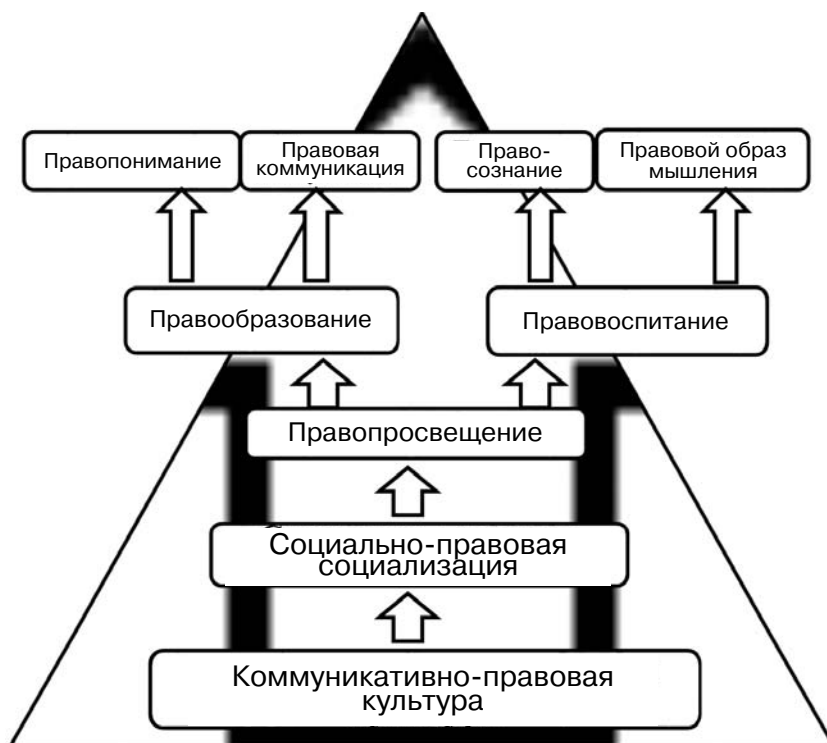 Правопонимание
Правовая
коммуникация
Право-
сознание
Правовой образ
мышления
Правообразование
Правовоспитание
Правопросвещение
Социально-правовая
социализация
Коммуникативно-правовая
культура